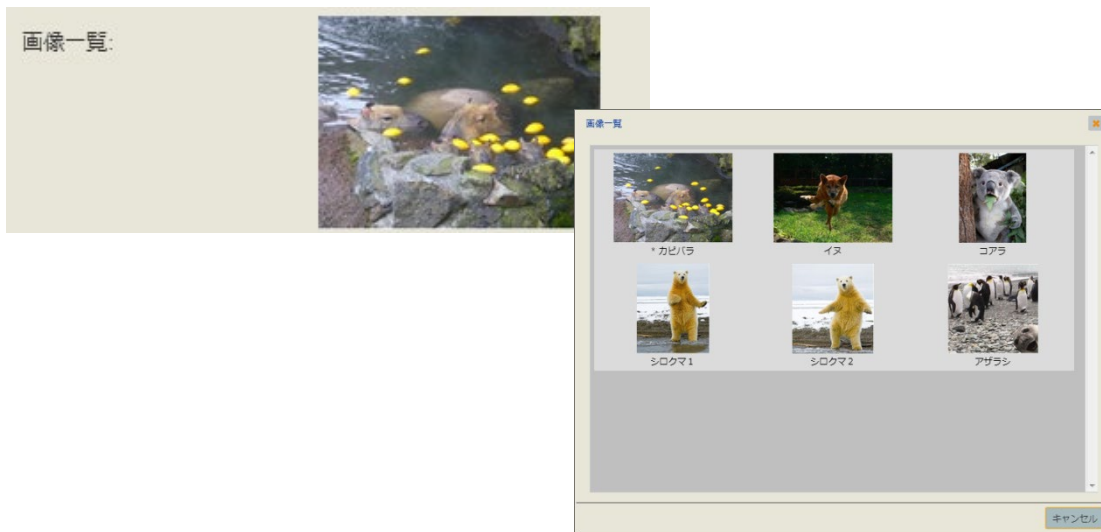 画像一覧:
画像一覧
* カピバラ
イヌ
コアラ
シロクマ1
シロクマ2
アザラシ
キャンセル